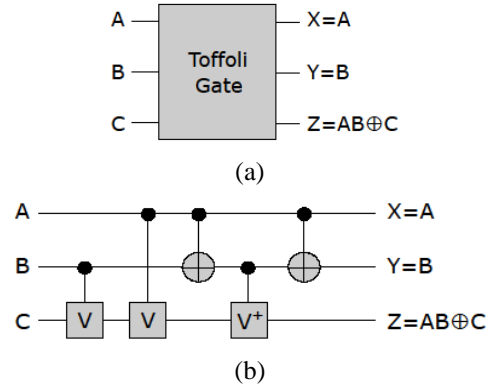 A X=A
Toffoli
B Y=B
Gate
C Z=AB⊕C
(a)
A X=A
B Y=B
C V V V⁺ Z=AB⊕C
(b)